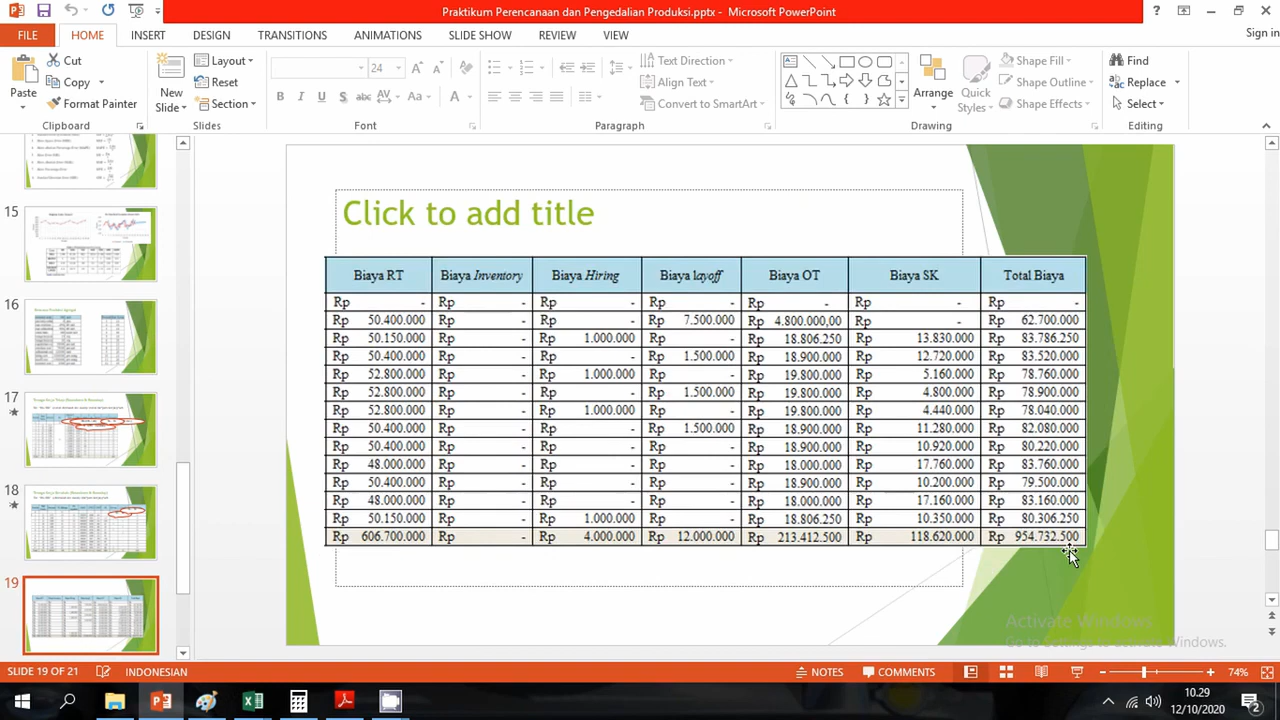 Praktikum Perencanaan dan Pengedalian Produksi.pptx - Microsoft PowerPoint
FILE HOME INSERT DESIGN TRANSITIONS ANIMATIONS SLIDE SHOW REVIEW VIEW Sign in
Paste Cut Copy Format Painter
Clipboard
New Slide Layout Reset Section
Slides
24
B I U S abc AV Aa A
Font
Text Direction Align Text Convert to SmartArt
Paragraph
Arrange Quick Styles Shape Fill Shape Outline Shape Effects
Drawing
Find Replace Select
Editing
15
16
17
18
19
Click to add title
Biaya RT Biaya Inventory Biaya Hiring Biaya layoff Biaya OT Biaya SK Total Biaya
Rp - Rp - Rp - Rp - Rp - Rp - Rp -
Rp 50.400.000 Rp - Rp - Rp 7.500.000 Rp 4.800.000,00 Rp - Rp 62.700.000
Rp 50.150.000 Rp - Rp 1.000.000 Rp - Rp 18.806.250 Rp 13.830.000 Rp 83.786.250
Rp 50.400.000 Rp - Rp - Rp 1.500.000 Rp 18.900.000 Rp 12.720.000 Rp 83.520.000
Rp 52.800.000 Rp - Rp 1.000.000 Rp - Rp 19.800.000 Rp 5.160.000 Rp 78.760.000
Rp 52.800.000 Rp - Rp - Rp 1.500.000 Rp 19.800.000 Rp 4.800.000 Rp 78.900.000
Rp 52.800.000 Rp - Rp 1.000.000 Rp - Rp 19.800.000 Rp 4.440.000 Rp 78.040.000
Rp 50.400.000 Rp - Rp - Rp 1.500.000 Rp 18.900.000 Rp 11.280.000 Rp 82.080.000
Rp 50.400.000 Rp - Rp - Rp - Rp 18.900.000 Rp 10.920.000 Rp 80.220.000
Rp 48.000.000 Rp - Rp - Rp - Rp 18.000.000 Rp 17.760.000 Rp 83.760.000
Rp 50.400.000 Rp - Rp - Rp - Rp 18.900.000 Rp 10.200.000 Rp 79.500.000
Rp 48.000.000 Rp - Rp - Rp - Rp 18.000.000 Rp 17.160.000 Rp 83.160.000
Rp 50.150.000 Rp - Rp 1.000.000 Rp - Rp 18.806.250 Rp 10.350.000 Rp 80.306.250
Rp 606.700.000 Rp - Rp 4.000.000 Rp 12.000.000 Rp 213.412.500 Rp 118.620.000 Rp 954.732.500
Activate Windows
Go to Settings to activate Windows.
SLIDE 19 OF 21 INDONESIAN NOTES COMMENTS 74%
10.29
12/10/2020
2